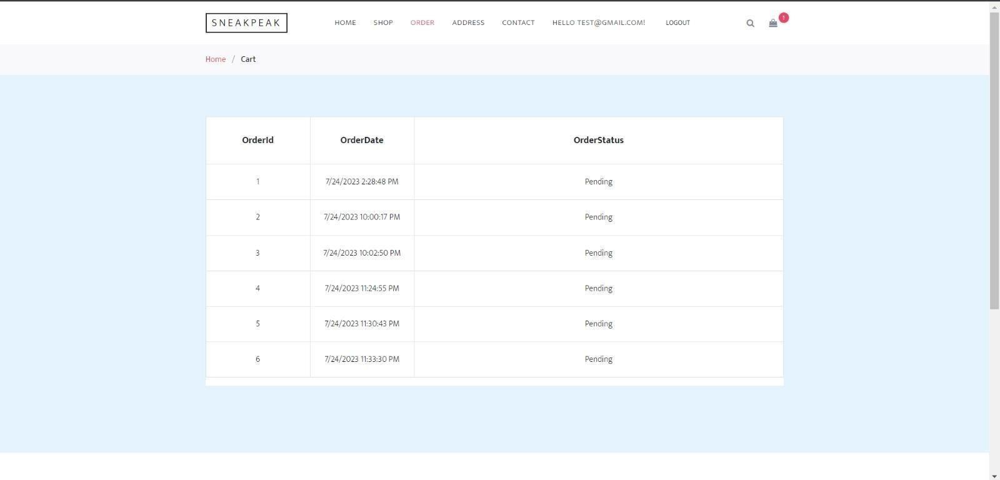 SNEAKPEAK HOME SHOP ORDER ADDRESS CONTACT HELLO TEST@GMAIL.COM! LOGOUT 1
Home / Cart
OrderId OrderDate OrderStatus
1 7/24/2023 2:28:48 PM Pending
2 7/24/2023 10:00:17 PM Pending
3 7/24/2023 10:02:50 PM Pending
4 7/24/2023 11:24:55 PM Pending
5 7/24/2023 11:30:43 PM Pending
6 7/24/2023 11:33:30 PM Pending